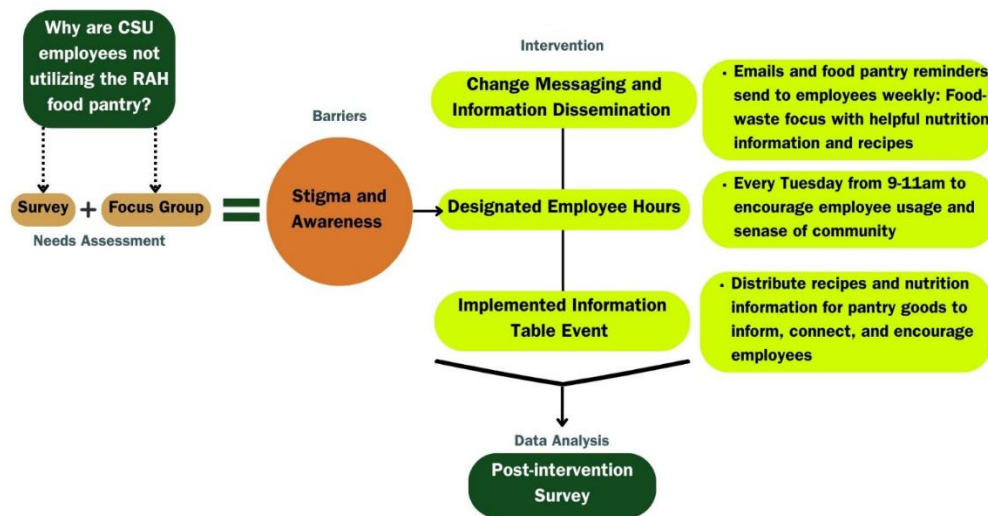 Why are CSU
employees not
utilizing the RAH
food pantry?
Survey
+
Focus Group
=
Needs Assessment
Barriers
Stigma and
Awareness
Intervention
Change Messaging and
Information Dissemination
• Emails and food pantry reminders
send to employees weekly: Food-
waste focus with helpful nutrition
information and recipes
Designated Employee Hours
• Every Tuesday from 9-11am to
encourage employee usage and
senase of community
Implemented Information
Table Event
• Distribute recipes and nutrition
information for pantry goods to
inform, connect, and encourage
employees
Data Analysis
Post-intervention
Survey